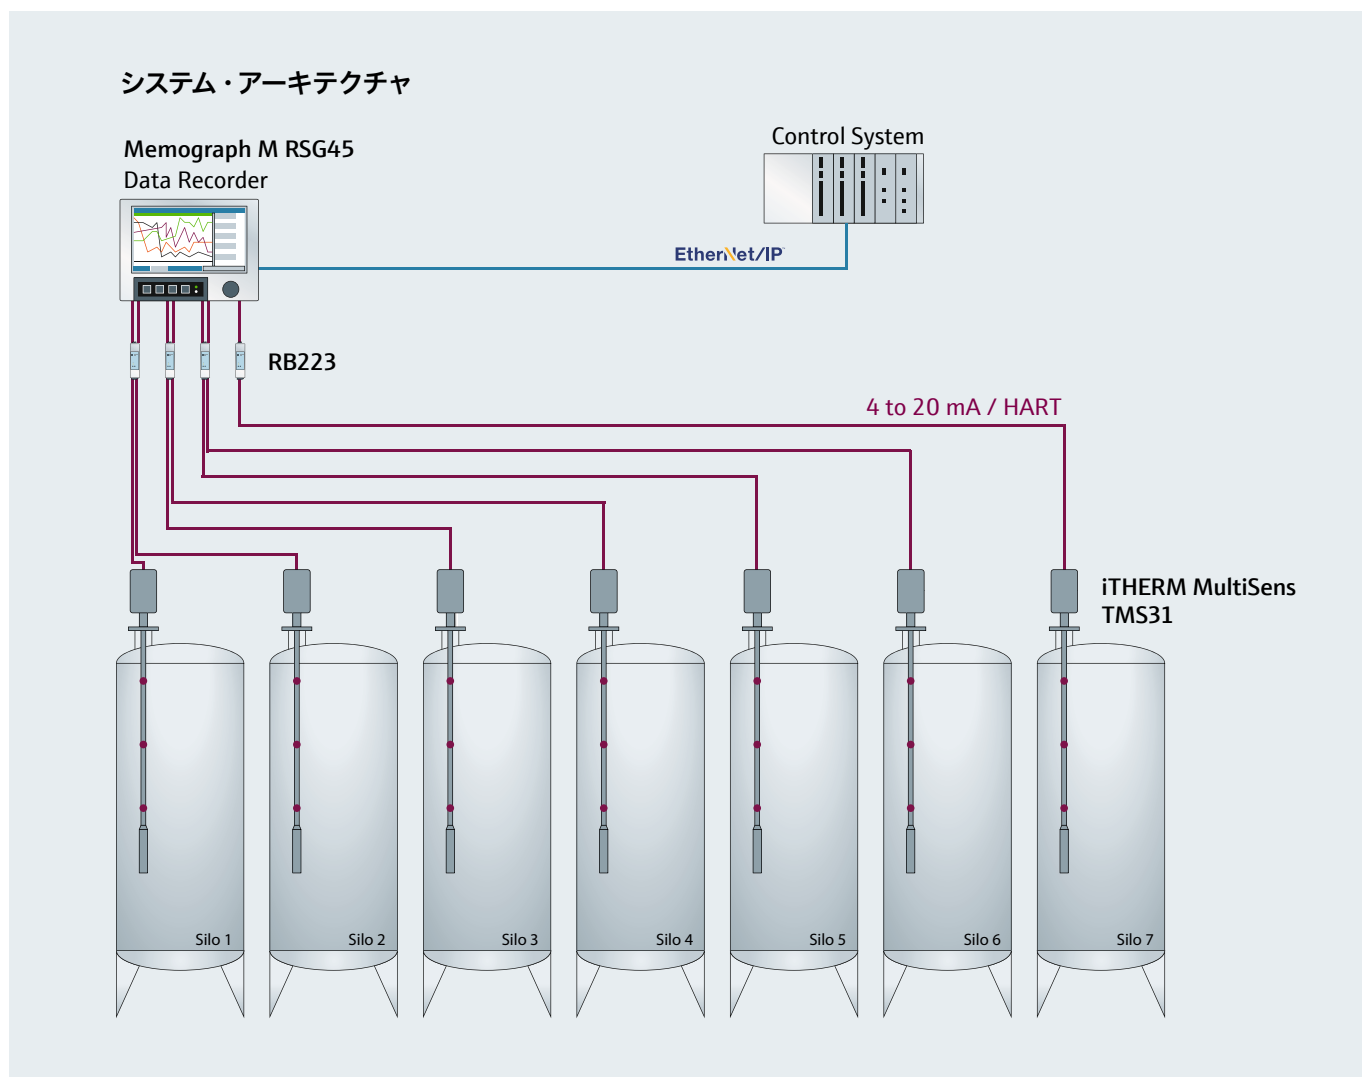 システム・アーキテクチャ
Memograph M RSG45
Data Recorder
Control System
EtherNet/IP
RB223
4 to 20 mA / HART
iTHERM MultiSens
TMS31
Silo 1
Silo 2
Silo 3
Silo 4
Silo 5
Silo 6
Silo 7